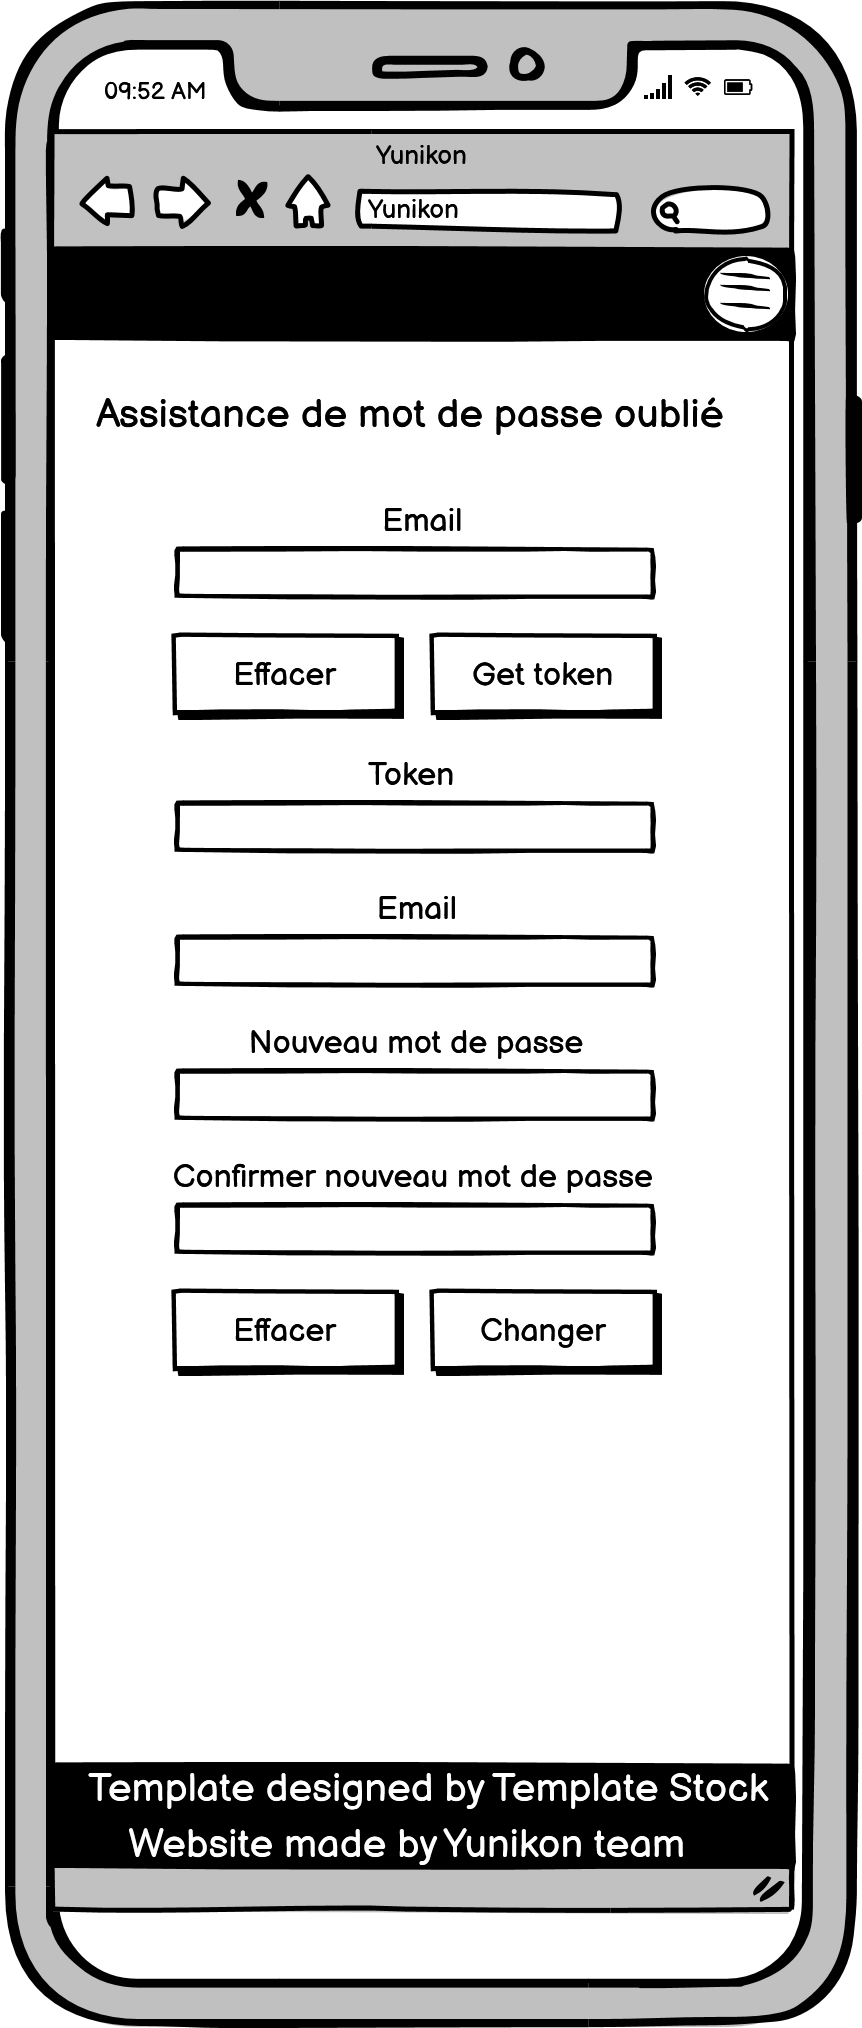 09:52 AM
Yunikon
Yunikon
Assistance de mot de passe oublié
Email
Effacer
Get token
Token
Email
Nouveau mot de passe
Confirmer nouveau mot de passe
Effacer
Changer
Template designed by Template Stock
Website made by Yunikon team